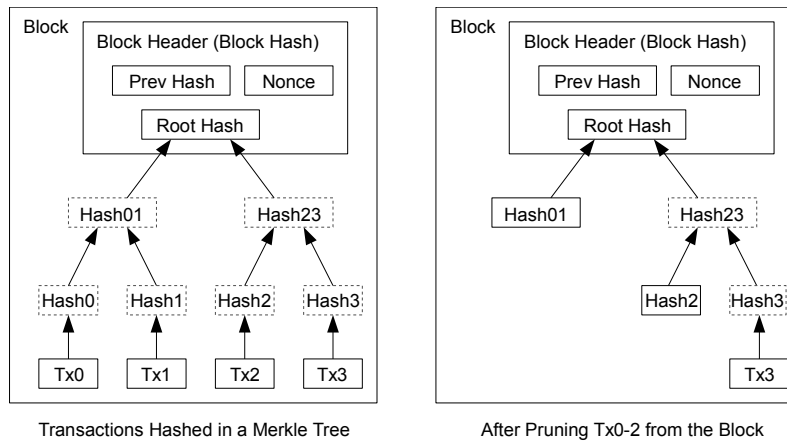 Block
Block Header (Block Hash)
Prev Hash
Nonce
Root Hash
Hash01
Hash23
Hash0
Hash1
Hash2
Hash3
Tx0
Tx1
Tx2
Tx3
Transactions Hashed in a Merkle Tree
Block
Block Header (Block Hash)
Prev Hash
Nonce
Root Hash
Hash01
Hash23
Hash2
Hash3
Tx3
After Pruning Tx0-2 from the Block